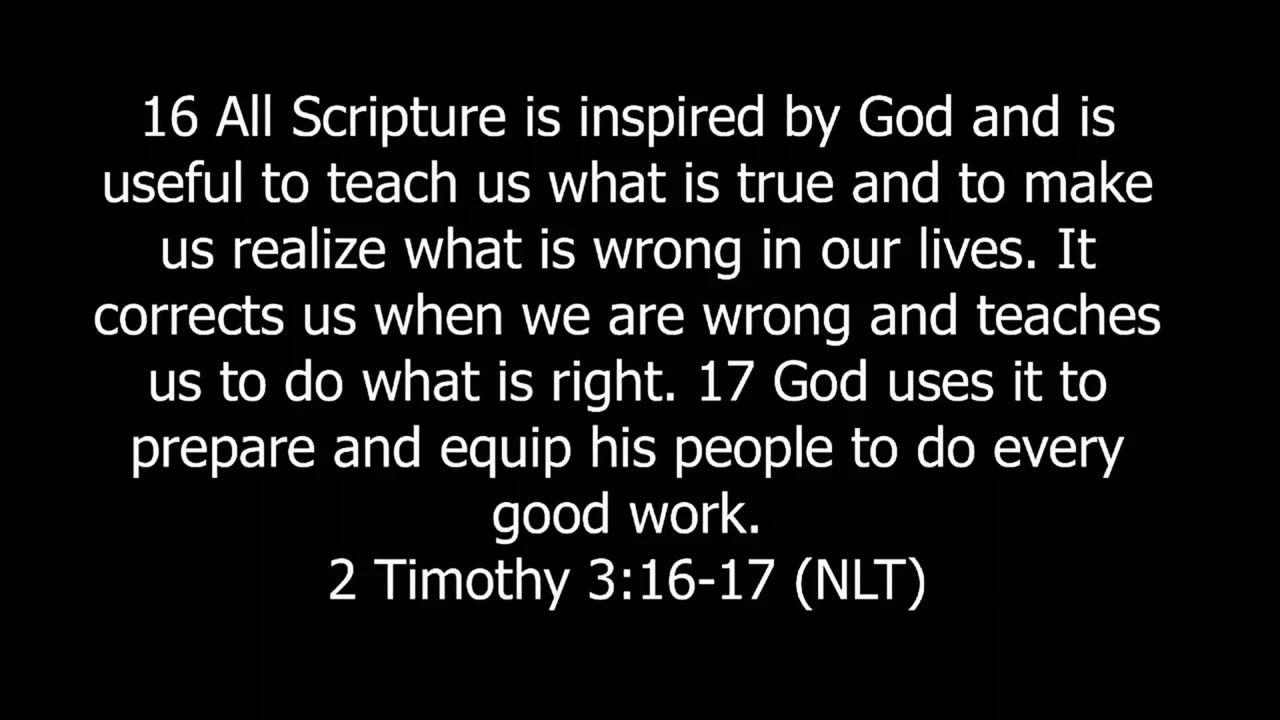 16 All Scripture is inspired by God and is
useful to teach us what is true and to make
us realize what is wrong in our lives. It
corrects us when we are wrong and teaches
us to do what is right. 17 God uses it to
prepare and equip his people to do every
good work.
2 Timothy 3:16-17 (NLT)